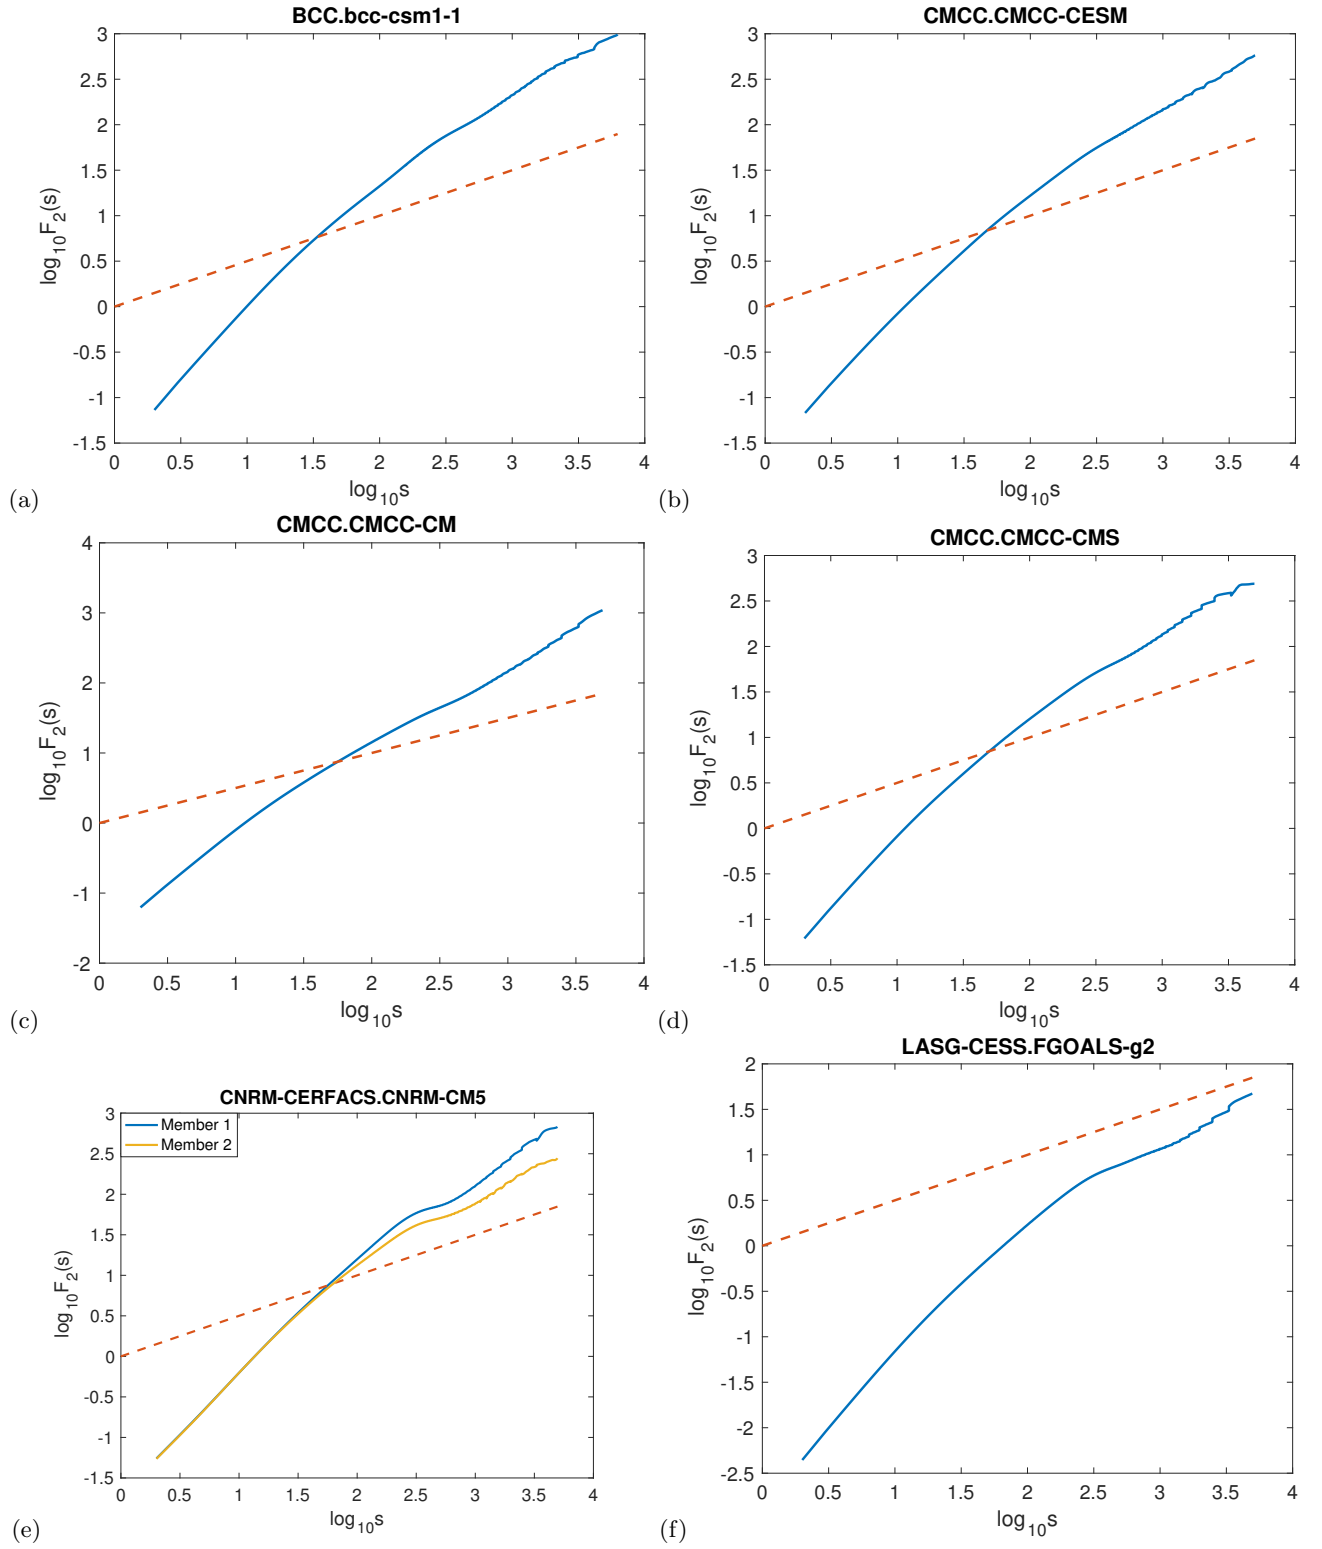 BCC.bcc-csm1-1
3
2.5
2
1.5
1
0.5
0
-0.5
-1
-1.5
log10F2(s)
0 0.5 1 1.5 2 2.5 3 3.5 4
log10s
(a)
CMCC.CMCC-CESM
3
2.5
2
1.5
1
0.5
0
-0.5
-1
-1.5
log10F2(s)
0 0.5 1 1.5 2 2.5 3 3.5 4
log10s
(b)
CMCC.CMCC-CM
4
3
2
1
0
-1
-2
log10F2(s)
0 0.5 1 1.5 2 2.5 3 3.5 4
log10s
(c)
CMCC.CMCC-CMS
3
2.5
2
1.5
1
0.5
0
-0.5
-1
-1.5
log10F2(s)
0 0.5 1 1.5 2 2.5 3 3.5 4
log10s
(d)
CNRM-CERFACS.CNRM-CM5
Member 1
Member 2
3
2.5
2
1.5
1
0.5
0
-0.5
-1
-1.5
log10F2(s)
0 0.5 1 1.5 2 2.5 3 3.5 4
log10s
(e)
LASG-CESS.FGOALS-g2
2
1.5
1
0.5
0
-0.5
-1
-1.5
-2
-2.5
log10F2(s)
0 0.5 1 1.5 2 2.5 3 3.5 4
log10s
(f)